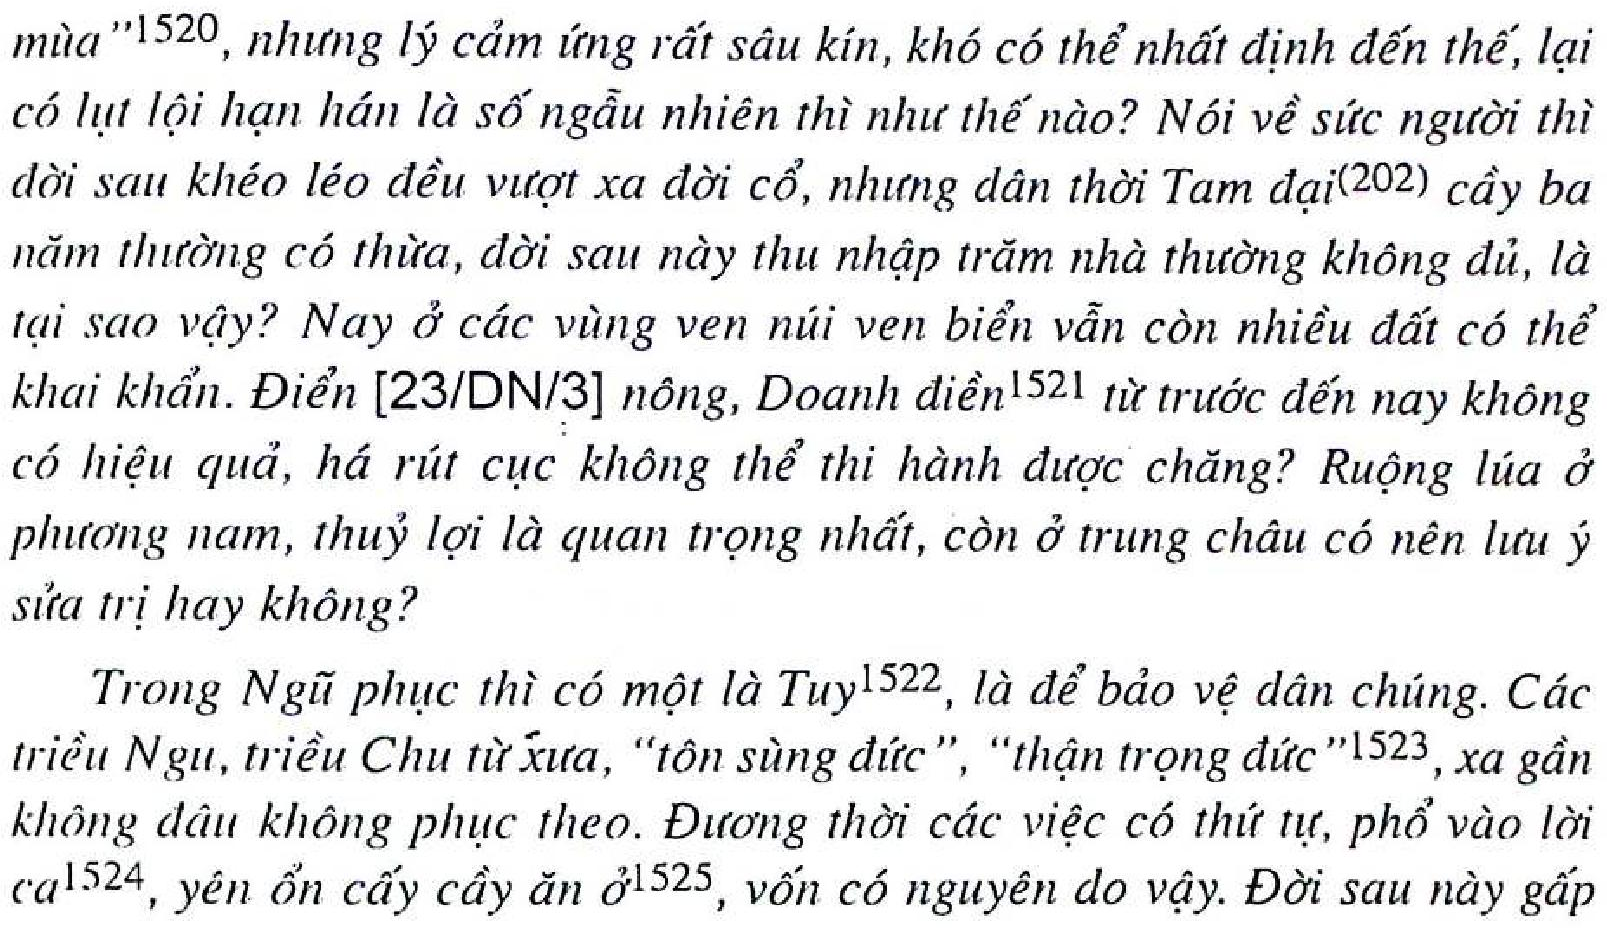 mùa”1520, nhưng lý cảm ứng rất sâu kín, khó có thể nhất định đến thế, lại
có lụt lội hạn hán là số ngẫu nhiên thì như thế nào? Nói về sức người thì
đời sau khéo léo đều vượt xa đời cổ, nhưng dân thời Tam đại(202) cầy ba
năm thường có thừa, đời sau này thu nhập trăm nhà thường không đủ, là
tại sao vậy? Nay ở các vùng ven núi ven biển vẫn còn nhiều đất có thể
khai khẩn. Điển [23/DN/3] nông, Doanh điền1521 từ trước đến nay không
có hiệu quả, há rút cục không thể thi hành được chăng? Ruộng lúa ở
phương nam, thuỷ lợi là quan trọng nhất, còn ở trung châu có nên lưu ý
sửa trị hay không?
Trong Ngũ phục thì có một là Tuy1522, là để bảo vệ dân chúng. Các
triều Ngu, triều Chu từ xưa, “tôn sùng đức”, “thận trọng đức”1523, xa gần
không đâu không phục theo. Đương thời các việc có thứ tự, phổ vào lời
ca1524, yên ổn cấy cầy ăn ở1525, vốn có nguyên do vậy. Đời sau này gấp